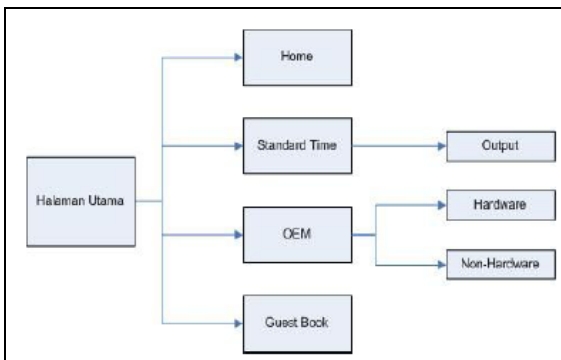 Home
Standard Time
Output
Halaman Utama
Hardware
OEM
Non-Hardware
Guest Book